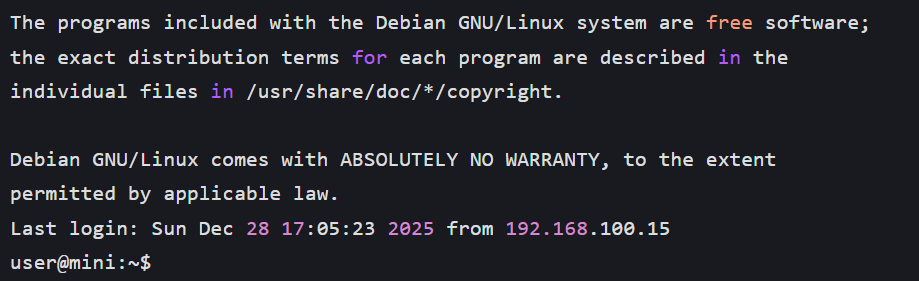 The programs included with the Debian GNU/Linux system are free software;
the exact distribution terms for each program are described in the
individual files in /usr/share/doc/*/copyright.

Debian GNU/Linux comes with ABSOLUTELY NO WARRANTY, to the extent
permitted by applicable law.
Last login: Sun Dec 28 17:05:23 2025 from 192.168.100.15
user@mini:~$